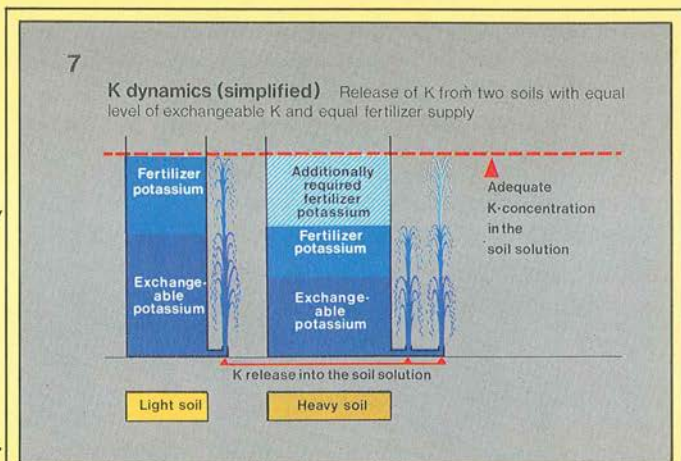 7
K dynamics (simplified) Release of K from two soils with equal
level of exchangeable K and equal fertilizer supply
Fertilizer
potassium
Exchange-
able
potassium
Additionally
required
fertilizer
potassium
Fertilizer
potassium
Exchange-
able
potassium
Adequate
K-concentration
in the
soil solution
K release into the soil solution
Light soil
Heavy soil